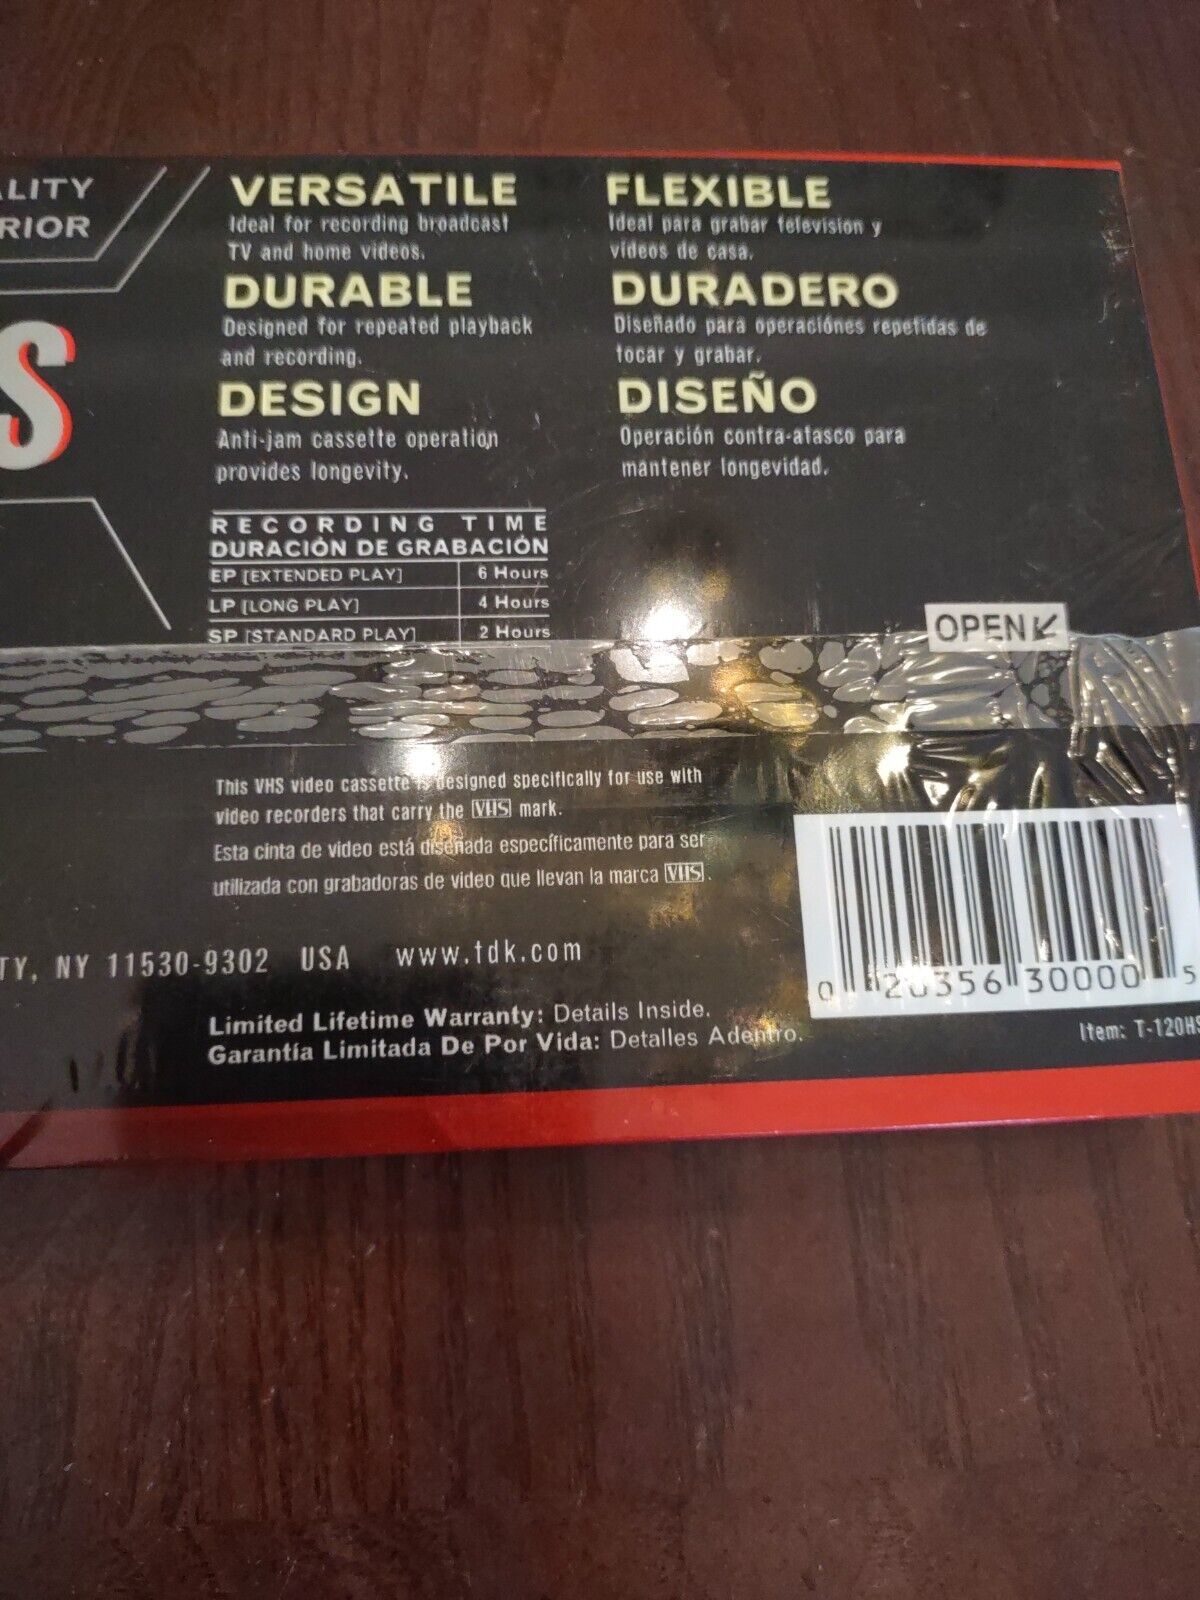 ALITY
RIOR
S
VERSATILE
Ideal for recording broadcast
TV and home videos.
DURABLE
Designed for repeated playback
and recording.
DESIGN
Anti-jam cassette operation
provides longevity.
FLEXIBLE
Ideal para grabar television y
vídeos de casa.
DURADERO
Diseñado para operaciónes repetidas de
tocar y grabar.
DISEÑO
Operación contra-atasco para
mantener longevidad.
RECORDING TIME
DURACIÓN DE GRABACIÓN
EP [EXTENDED PLAY] 6 Hours
LP [LONG PLAY] 4 Hours
SP [STANDARD PLAY] 2 Hours
OPEN
This VHS video cassette is designed specifically for use with
video recorders that carry the VHS mark.
Esta cinta de video está diseñada específicamente para ser
utilizada con grabadoras de video que llevan la marca VHS.
TY, NY 11530-9302 USA www.tdk.com
Limited Lifetime Warranty: Details Inside.
Garantía Limitada De Por Vida: Detalles Adentro.
0 20356 30000 5
Item: T-120HS